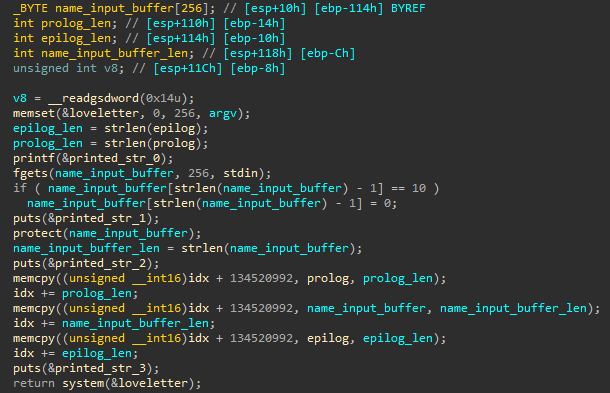 _BYTE name_input_buffer[256]; // [esp+10h] [ebp-114h] BYREF
int prolog_len; // [esp+110h] [ebp-14h]
int epilog_len; // [esp+114h] [ebp-10h]
int name_input_buffer_len; // [esp+118h] [ebp-Ch]
unsigned int v8; // [esp+11Ch] [ebp-8h]
v8 = __readgsdword(0x14u);
memset(&loveletter, 0, 256, argv);
epilog_len = strlen(epilog);
prolog_len = strlen(prolog);
printf(&printed_str_0);
fgets(name_input_buffer, 256, stdin);
if ( name_input_buffer[strlen(name_input_buffer) - 1] == 10 )
name_input_buffer[strlen(name_input_buffer) - 1] = 0;
puts(&printed_str_1);
protect(name_input_buffer);
name_input_buffer_len = strlen(name_input_buffer);
puts(&printed_str_2);
memcpy((unsigned __int16)idx + 134520992, prolog, prolog_len);
idx += prolog_len;
memcpy((unsigned __int16)idx + 134520992, name_input_buffer, name_input_buffer_len);
idx += name_input_buffer_len;
memcpy((unsigned __int16)idx + 134520992, epilog, epilog_len);
idx += epilog_len;
puts(&printed_str_3);
return system(&loveletter);